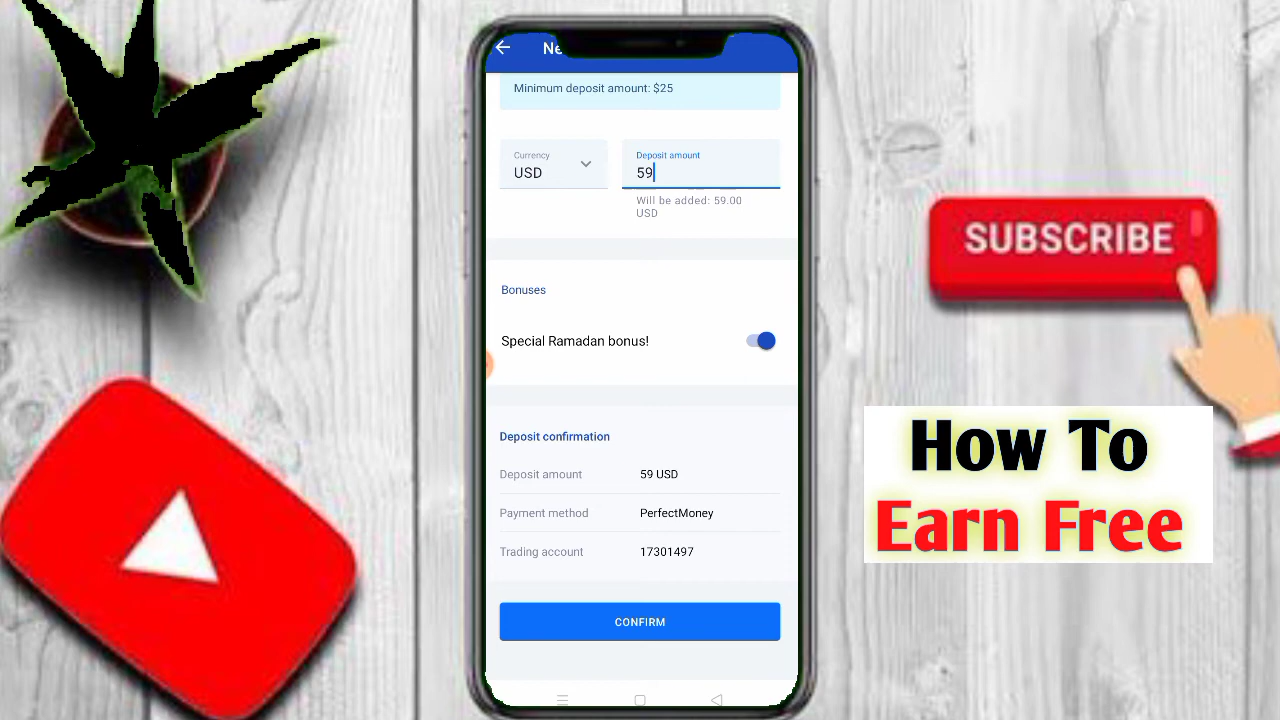 Ne
Minimum deposit amount: $25
Currency
USD
Deposit amount
59
Will be added: 59.00
USD
Bonuses
Special Ramadan bonus!
Deposit confirmation
Deposit amount 59 USD
Payment method PerfectMoney
Trading account 17301497
CONFIRM
SUBSCRIBE
How To
Earn Free